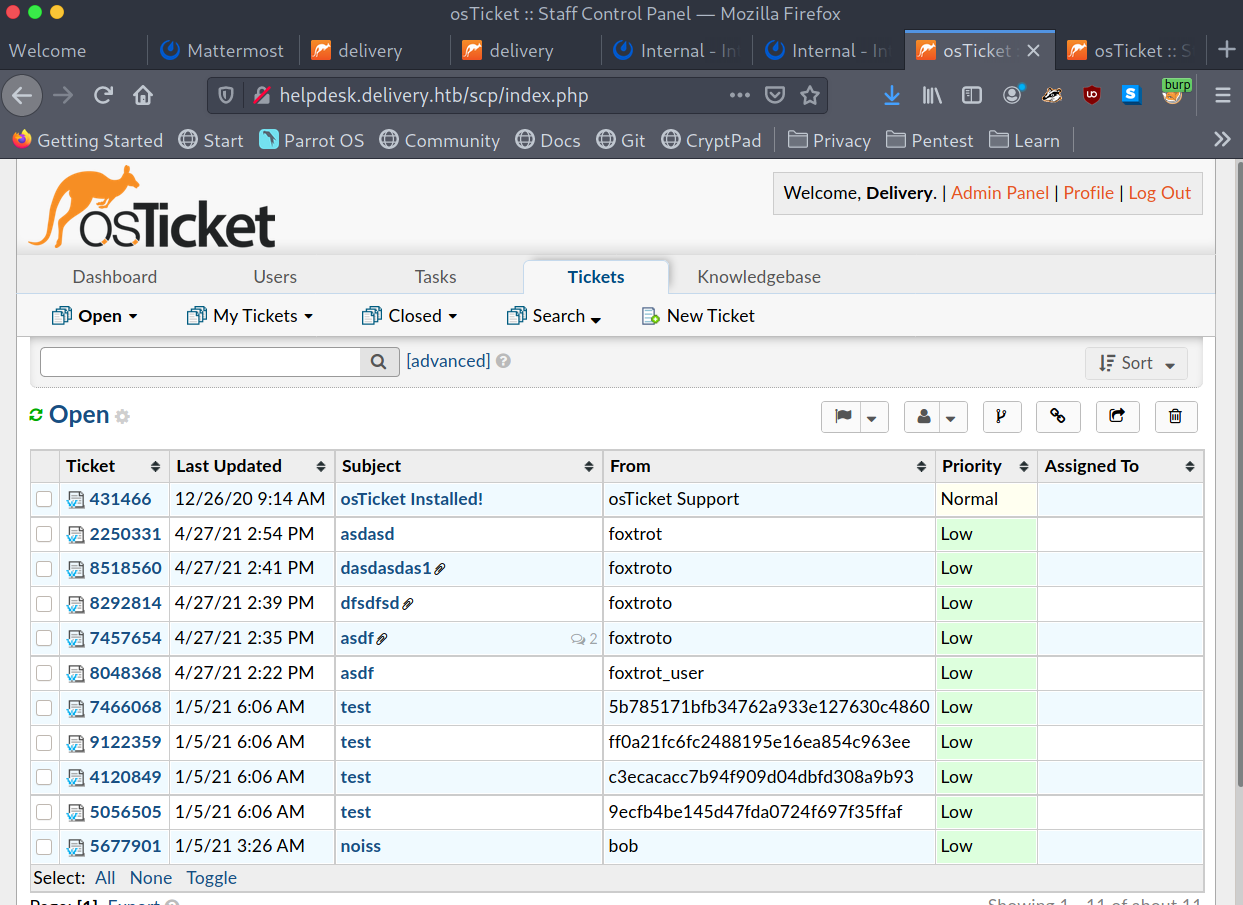 osTicket :: Staff Control Panel — Mozilla Firefox
Welcome Mattermost delivery delivery Internal - Int Internal - Int osTicket : osTicket :: S
helpdesk.delivery.htb/scp/index.php
burp
Getting Started Start Parrot OS Community Docs Git CryptPad Privacy Pentest Learn
osTicket
Welcome, Delivery. | Admin Panel | Profile | Log Out
Dashboard Users Tasks Tickets Knowledgebase
Open My Tickets Closed Search New Ticket
[advanced] ? Sort
Open
Ticket Last Updated Subject From Priority Assigned To
431466 12/26/20 9:14 AM osTicket Installed! osTicket Support Normal
2250331 4/27/21 2:54 PM asdasd foxtrot Low
8518560 4/27/21 2:41 PM dasdasdas1 foxtroto Low
8292814 4/27/21 2:39 PM dfsdfsd foxtroto Low
7457654 4/27/21 2:35 PM asdf 2 foxtroto Low
8048368 4/27/21 2:22 PM asdf foxtrot_user Low
7466068 1/5/21 6:06 AM test 5b785171bfb34762a933e127630c4860 Low
9122359 1/5/21 6:06 AM test ff0a21fc6fc2488195e16ea854c963ee Low
4120849 1/5/21 6:06 AM test c3ecacacc7b94f909d04dbfd308a9b93 Low
5056505 1/5/21 6:06 AM test 9ecfb4be145d47fda0724f697f35ffaf Low
5677901 1/5/21 3:26 AM noiss bob Low
Select: All None Toggle
Page: [1] Export ? Showing 1 - 11 of about 11